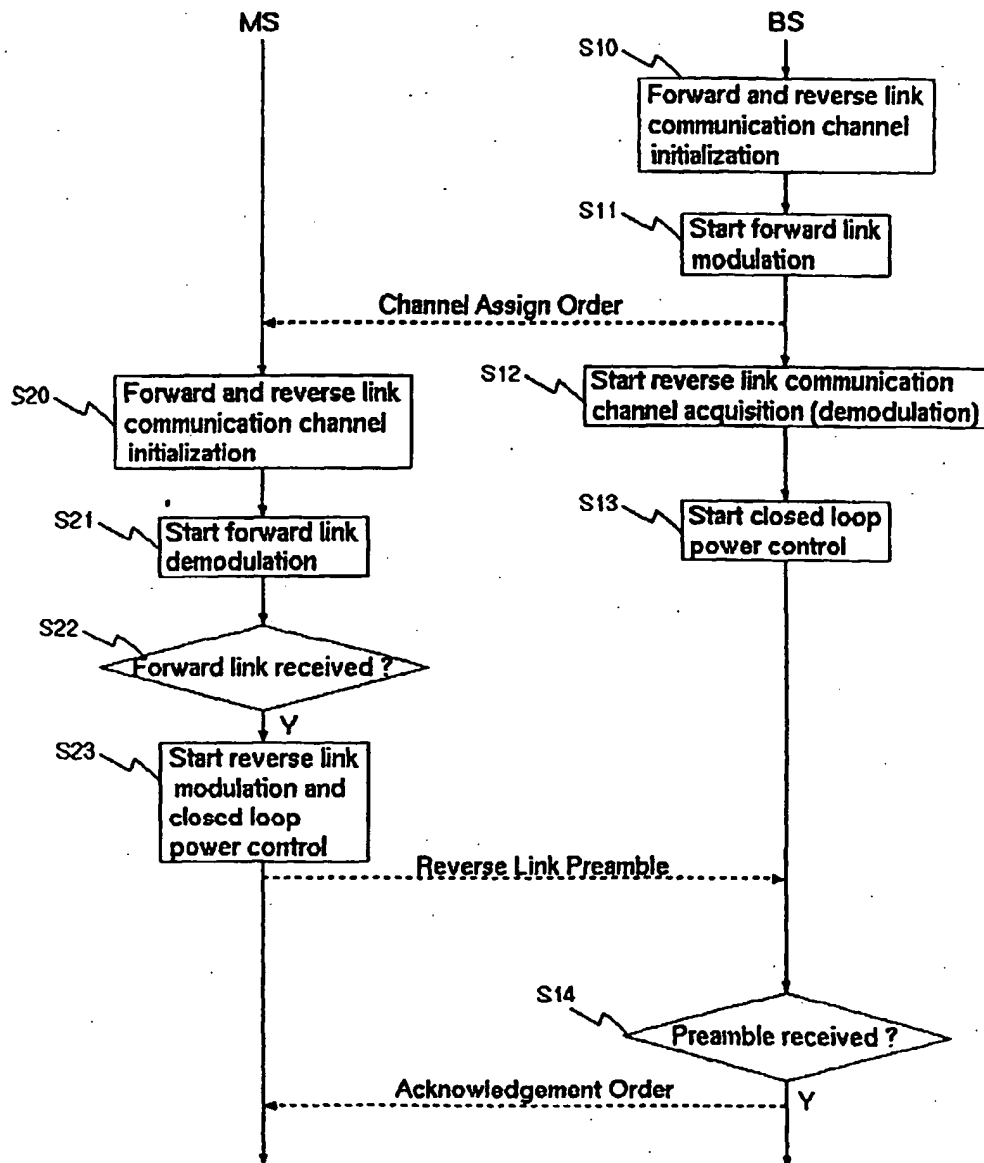 MS
BS
S10
Forward and reverse link
communication channel
initialization
S11
Start forward link
modulation
Channel Assign Order
S12
Start reverse link communication
channel acquisition (demodulation)
S20
Forward and reverse link
communication channel
initialization
S13
Start closed loop
power control
S21
Start forward link
demodulation
S22
Forward link received ?
Y
S23
Start reverse link
modulation and
closed loop
power control
Reverse Link Preamble
S14
Preamble received ?
Acknowledgement Order
Y